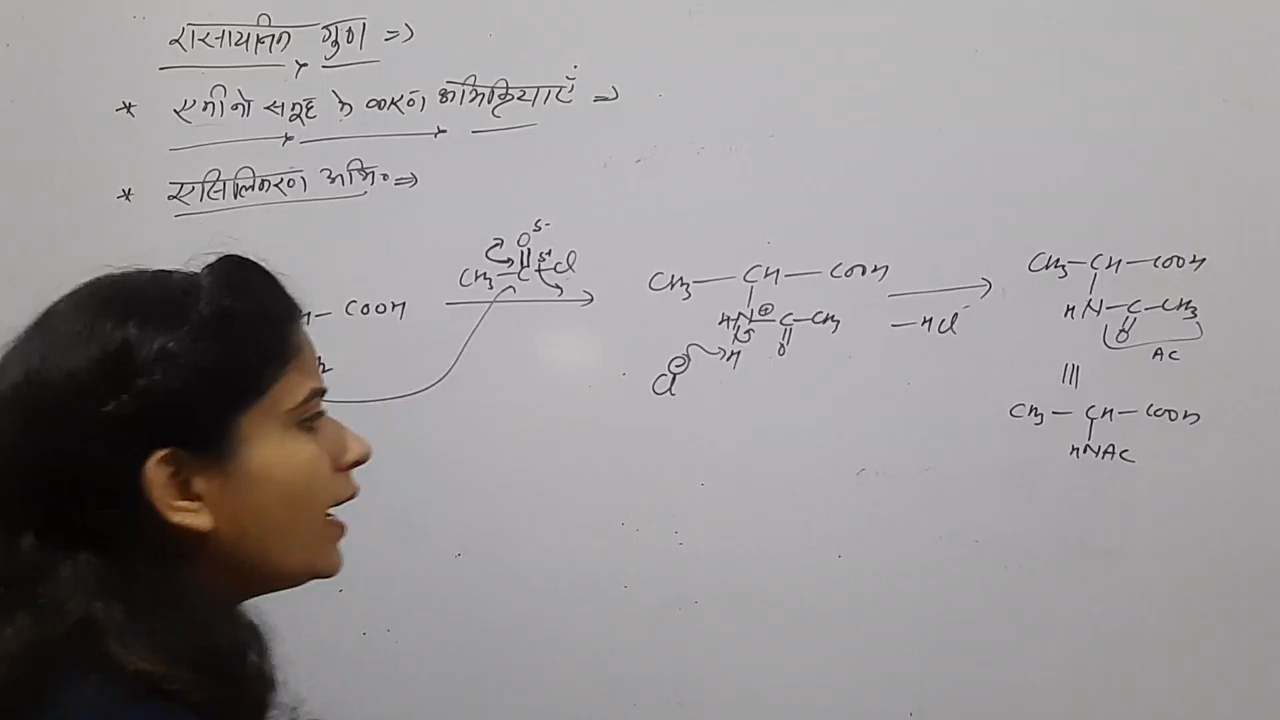 रासायनिक गुण ⇒
* एमीनो समूह के कारण अभिक्रियाएँ ⇒
* एसिलिकरण अभि० ⇒
O δ-
CH3 – C δ+ – Cl
– COOH
CH3 — CH — COOH
HN⊕ – C – CH3
O
H
Cl ⊖
– HCl
CH3 – CH – COOH
HN – C – CH3
O
AC
|||
CH3 – CH – COOH
HNAC